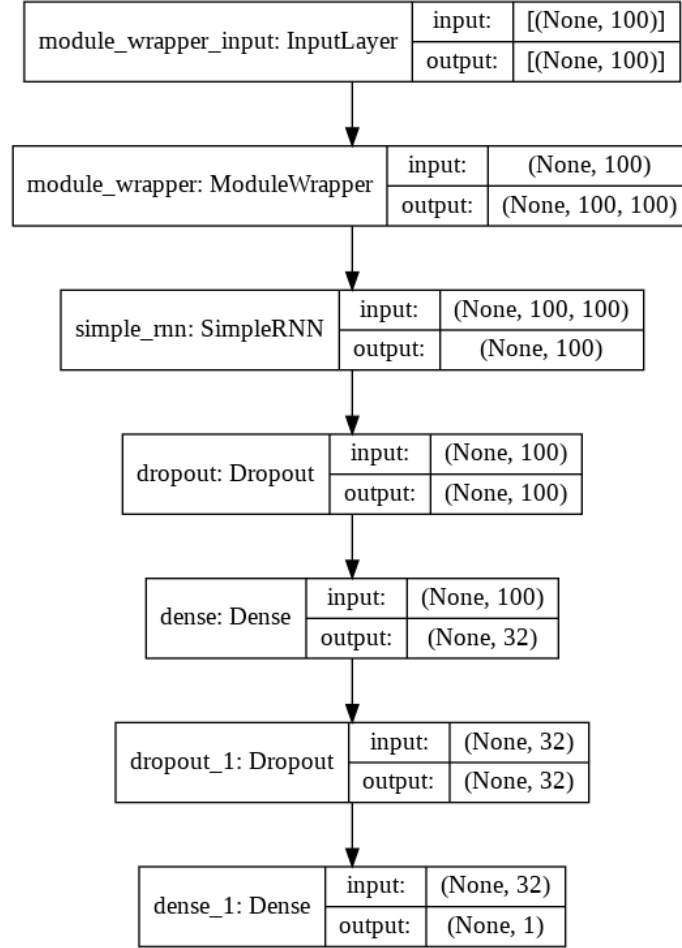 module_wrapper_input: InputLayer
input: [(None, 100)]
output: [(None, 100)]
module_wrapper: ModuleWrapper
input: (None, 100)
output: (None, 100, 100)
simple_rnn: SimpleRNN
input: (None, 100, 100)
output: (None, 100)
dropout: Dropout
input: (None, 100)
output: (None, 100)
dense: Dense
input: (None, 100)
output: (None, 32)
dropout_1: Dropout
input: (None, 32)
output: (None, 32)
dense_1: Dense
input: (None, 32)
output: (None, 1)